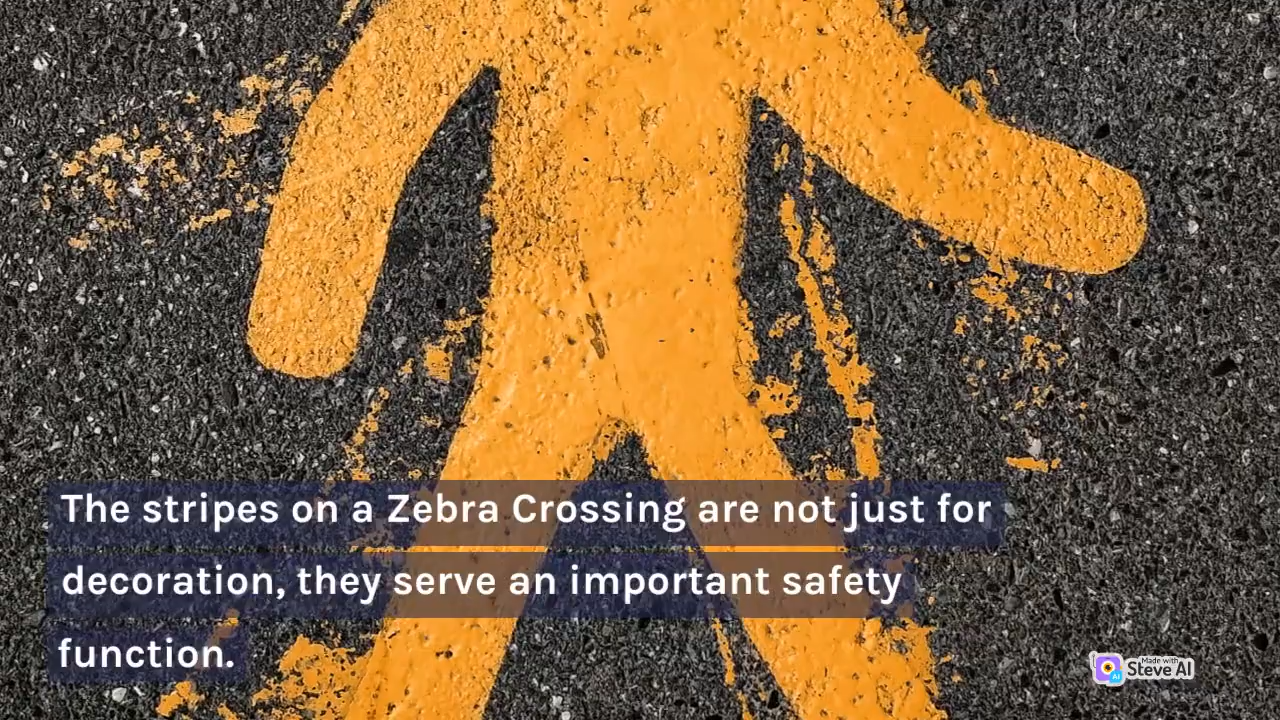 The stripes on a Zebra Crossing are not just for
decoration, they serve an important safety
function.
Made with
Steve AI
AI